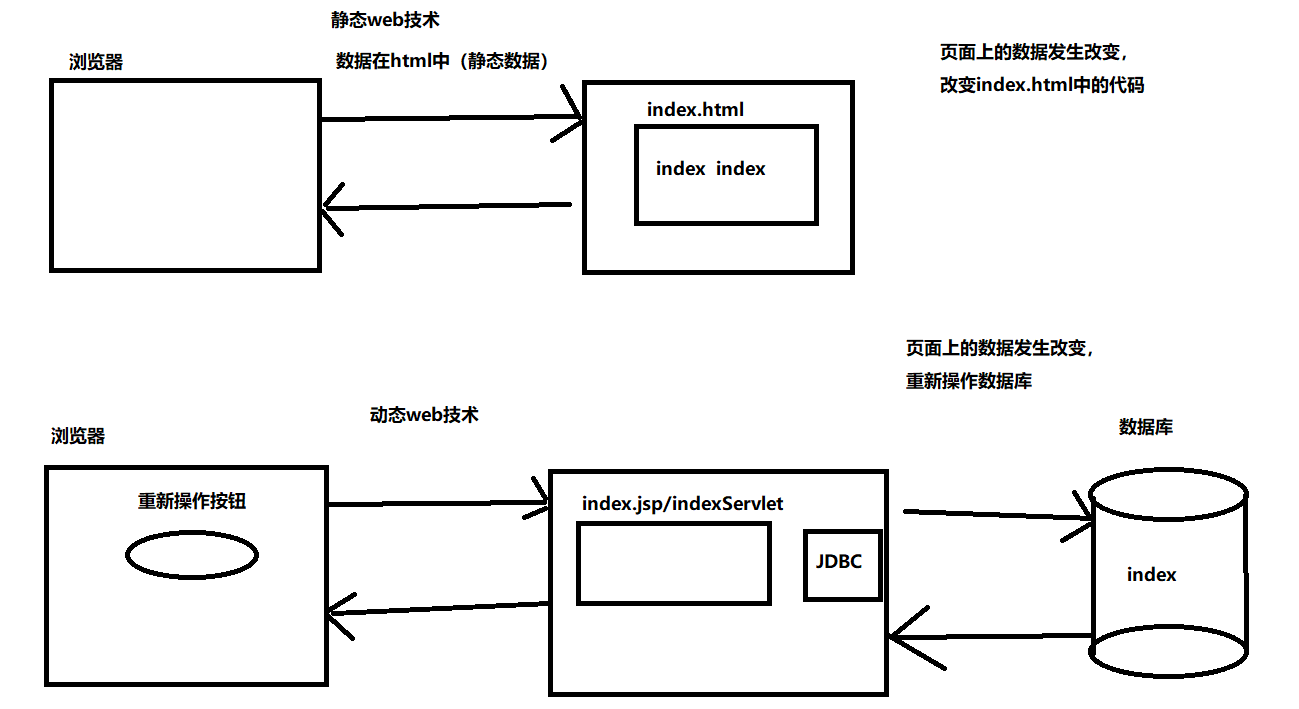 静态web技术
数据在html中（静态数据）
浏览器
页面上的数据发生改变，
改变index.html中的代码
index.html
index index
页面上的数据发生改变，
重新操作数据库
动态web技术
数据库
浏览器
重新操作按钮
index.jsp/indexServlet
JDBC
index